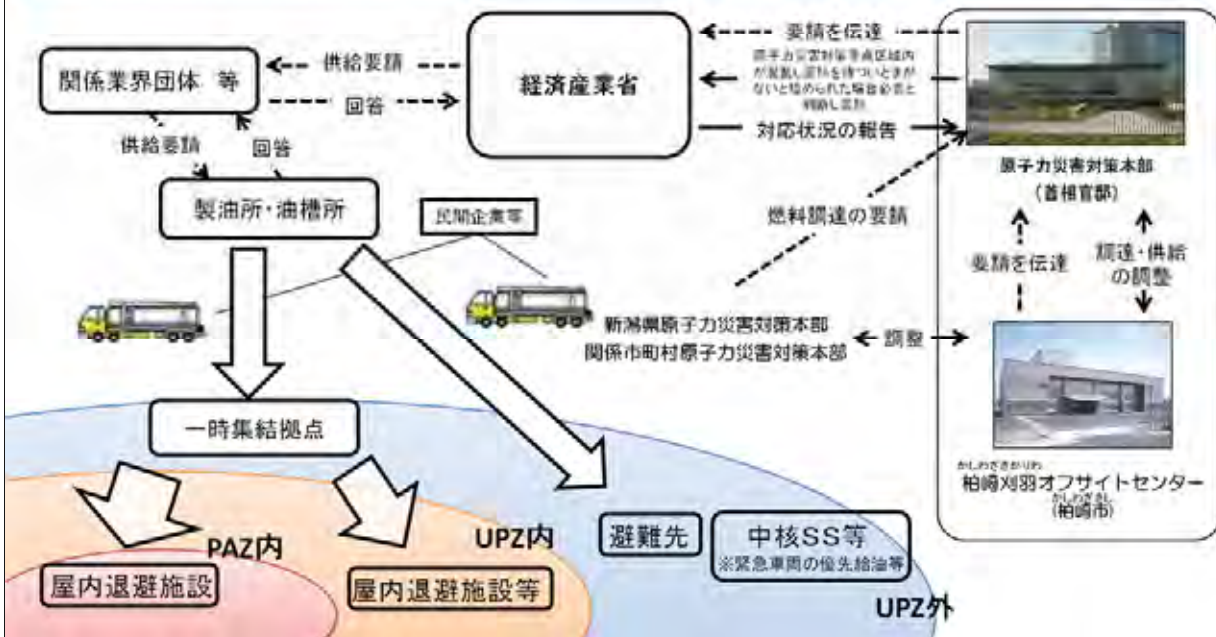 関係業界団体 等
供給要請
回答
経済産業省
要請を伝達
対応状況の報告
原子力災害対策本部
(首相官邸)
供給要請
回答
製油所・油槽所
民間企業等
燃料調達の要請
要請を伝達
調達・供給
の調整
新潟県原子力災害対策本部
関係市町村原子力災害対策本部
調整
一時集結拠点
かしわざきかりわ
柏崎刈羽オフサイトセンター
かしわざきし
(柏崎市)
PAZ内
UPZ内
避難先
中核SS等
※緊急車両の優先給油等
屋内退避施設
屋内退避施設等
UPZ外